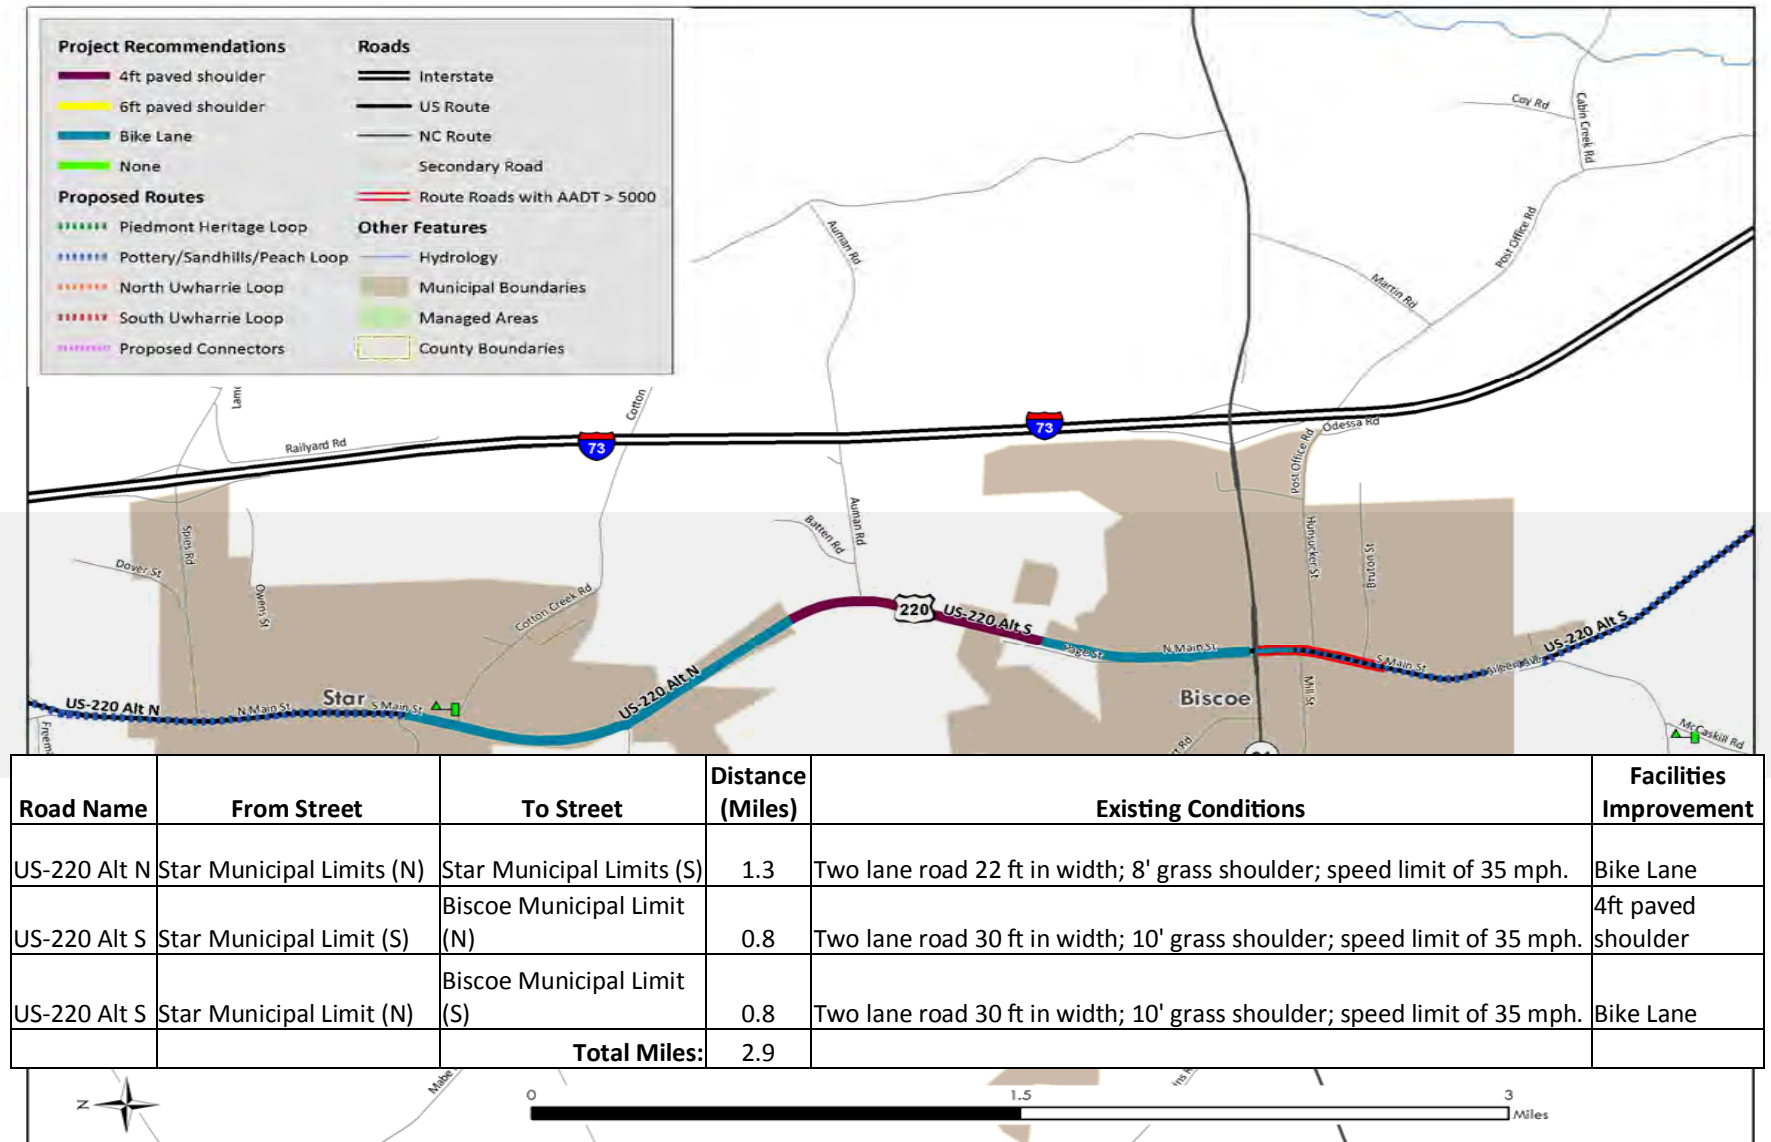 Project Recommendations
4ft paved shoulder
6ft paved shoulder
Bike Lane
None
Proposed Routes
Piedmont Heritage Loop
Pottery/Sandhills/Peach Loop
North Uwharrie Loop
South Uwharrie Loop
Proposed Connectors
Roads
Interstate
US Route
NC Route
Secondary Road
Route Roads with AADT > 5000
Other Features
Hydrology
Municipal Boundaries
Managed Areas
County Boundaries
Coy Rd
Cabin Creek Rd
Auman Rd
Post Office Rd
Martin Rd
Cotton
Railyard Rd
73
73
Odessa Rd
Post Office Rd
Spies Rd
Dover St
Owens St
Cotton Creek Rd
Batten Rd
Auman Rd
Hunsucker St
Bruton St
220
US-220 Alt S
US-220 Alt S
Page St
N Main St
S Main St
US-220 Alt N
US-220 Alt N
N Main St
Star
S Main St
Biscoe
Mill St
McCaskill Rd
Road Name From Street To Street Distance (Miles) Existing Conditions Facilities Improvement
US-220 Alt N Star Municipal Limits (N) Star Municipal Limits (S) 1.3 Two lane road 22 ft in width; 8' grass shoulder; speed limit of 35 mph. Bike Lane
US-220 Alt S Star Municipal Limit (S) Biscoe Municipal Limit (N) 0.8 Two lane road 30 ft in width; 10' grass shoulder; speed limit of 35 mph. 4ft paved shoulder
US-220 Alt S Star Municipal Limit (N) Biscoe Municipal Limit (S) 0.8 Two lane road 30 ft in width; 10' grass shoulder; speed limit of 35 mph. Bike Lane
Total Miles: 2.9
Mabe
N
0 1.5 3
Miles